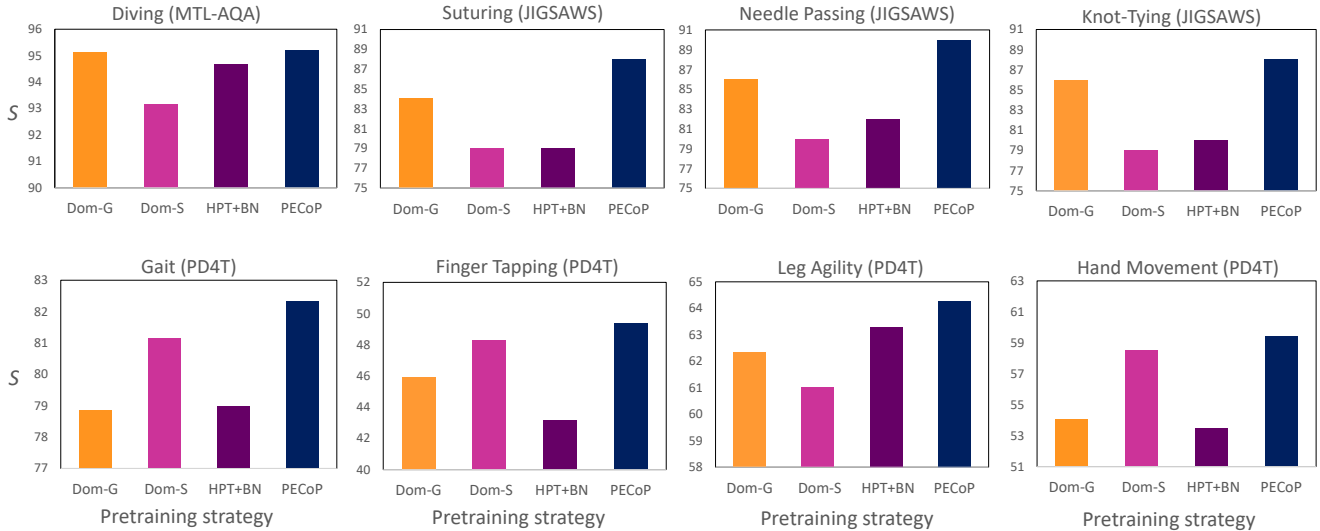 Diving (MTL-AQA)
S
96
95
94
93
92
91
90
Dom-G Dom-S HPT+BN PECoP
Suturing (JIGSAWS)
91
89
87
85
83
81
79
77
75
Dom-G Dom-S HPT+BN PECoP
Needle Passing (JIGSAWS)
91
89
87
85
83
81
79
77
75
Dom-G Dom-S HPT+BN PECoP
Knot-Tying (JIGSAWS)
91
89
87
85
83
81
79
77
75
Dom-G Dom-S HPT+BN PECoP
Gait (PD4T)
S
83
82
81
80
79
78
77
Dom-G Dom-S HPT+BN PECoP
Pretraining strategy
Finger Tapping (PD4T)
52
50
48
46
44
42
40
Dom-G Dom-S HPT+BN PECoP
Pretraining strategy
Leg Agility (PD4T)
65
64
63
62
61
60
59
58
Dom-G Dom-S HPT+BN PECoP
Pretraining strategy
Hand Movement (PD4T)
63
61
59
57
55
53
51
Dom-G Dom-S HPT+BN PECoP
Pretraining strategy